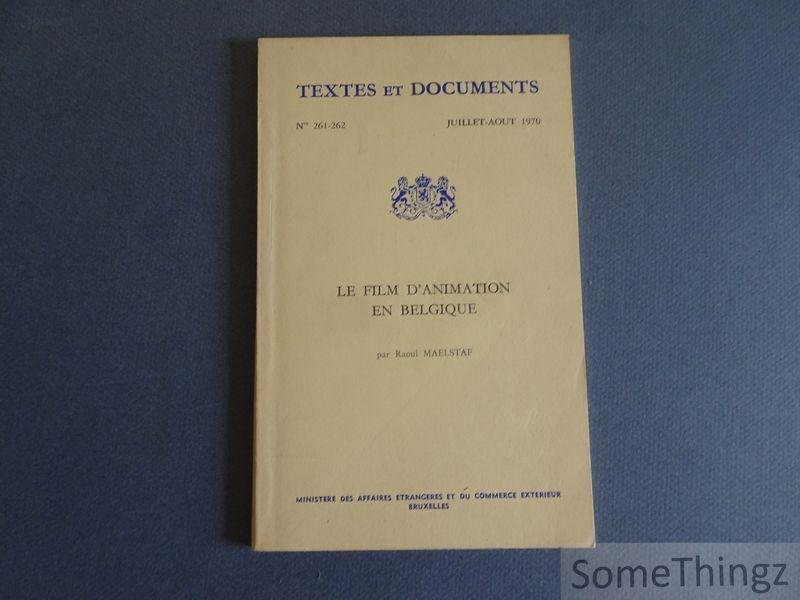 TEXTES ET DOCUMENTS
Nos 261-262 JUILLET-AOUT 1970
LE FILM D'ANIMATION
EN BELGIQUE
par Raoul MAELSTAF
MINISTERE DES AFFAIRES ETRANGERES ET DU COMMERCE EXTERIEUR
BRUXELLES
SomeThingz